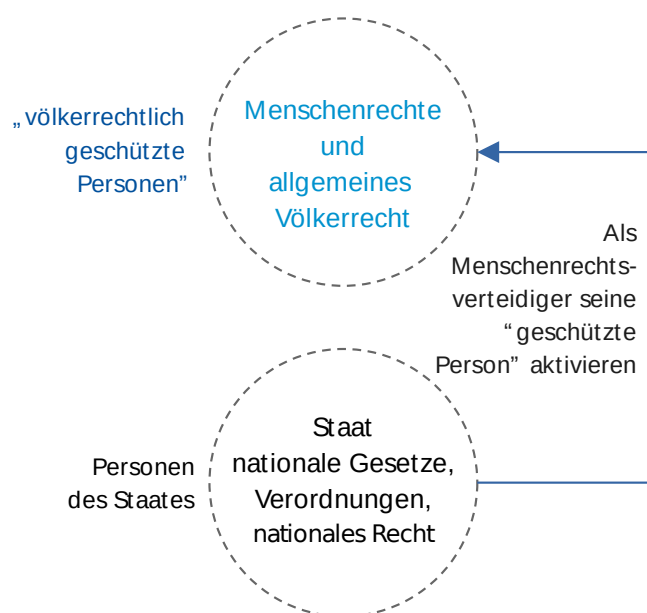 „völkerrechtlich
geschützte
Personen”
Menschenrechte
und
allgemeines
Völkerrecht
Als
Menschenrechts-
verteidiger seine
“geschützte
Person” aktivieren
Personen
des Staates
Staat
nationale Gesetze,
Verordnungen,
nationales Recht